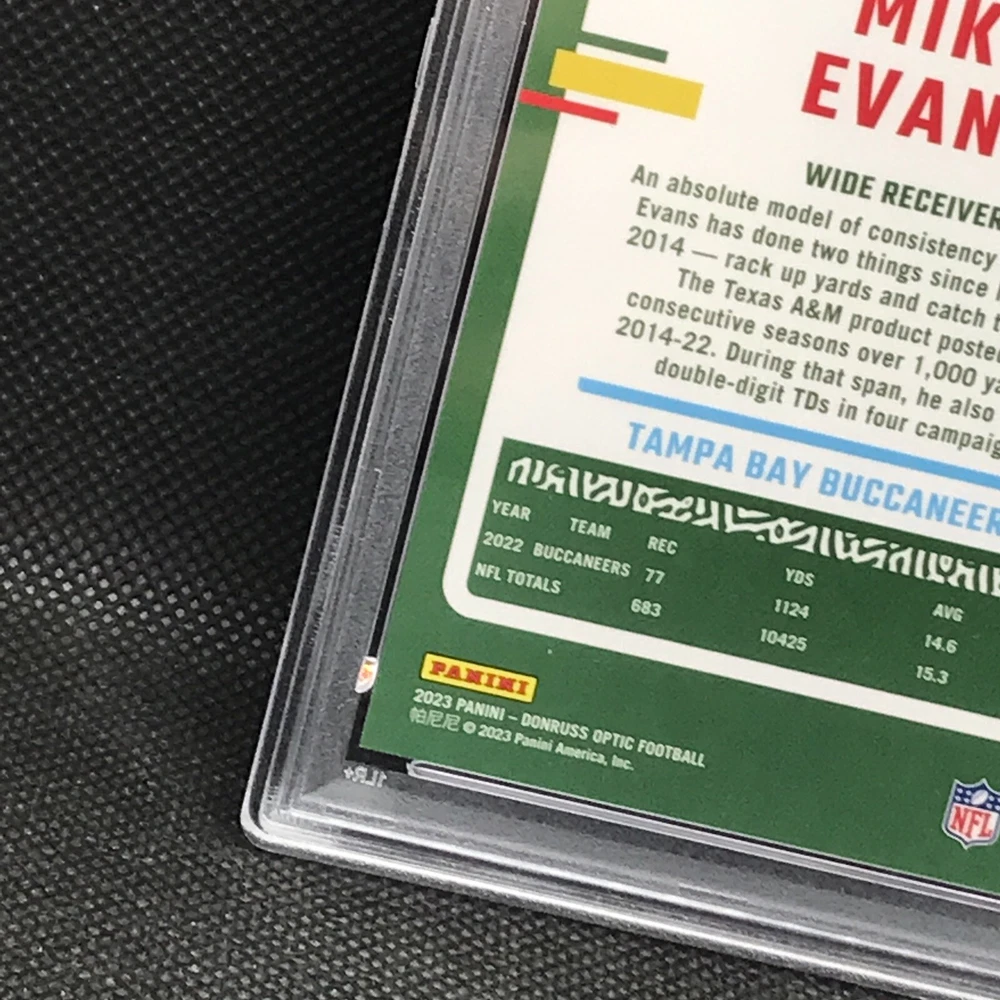 MIK
EVAN
WIDE RECEIVER
An absolute model of consistency
Evans has done two things since
2014 — rack up yards and catch
The Texas A&M product poste
consecutive seasons over 1,000 ya
2014-22. During that span, he also
double-digit TDs in four campaig
TAMPA BAY BUCCANEER
YEAR TEAM REC YDS AVG
2022 BUCCANEERS 77 1124 14.6
NFL TOTALS 683 10425 15.3
PANINI
2023 PANINI – DONRUSS OPTIC FOOTBALL
帕尼尼 © 2023 Panini America, Inc.
NFL
1LR+